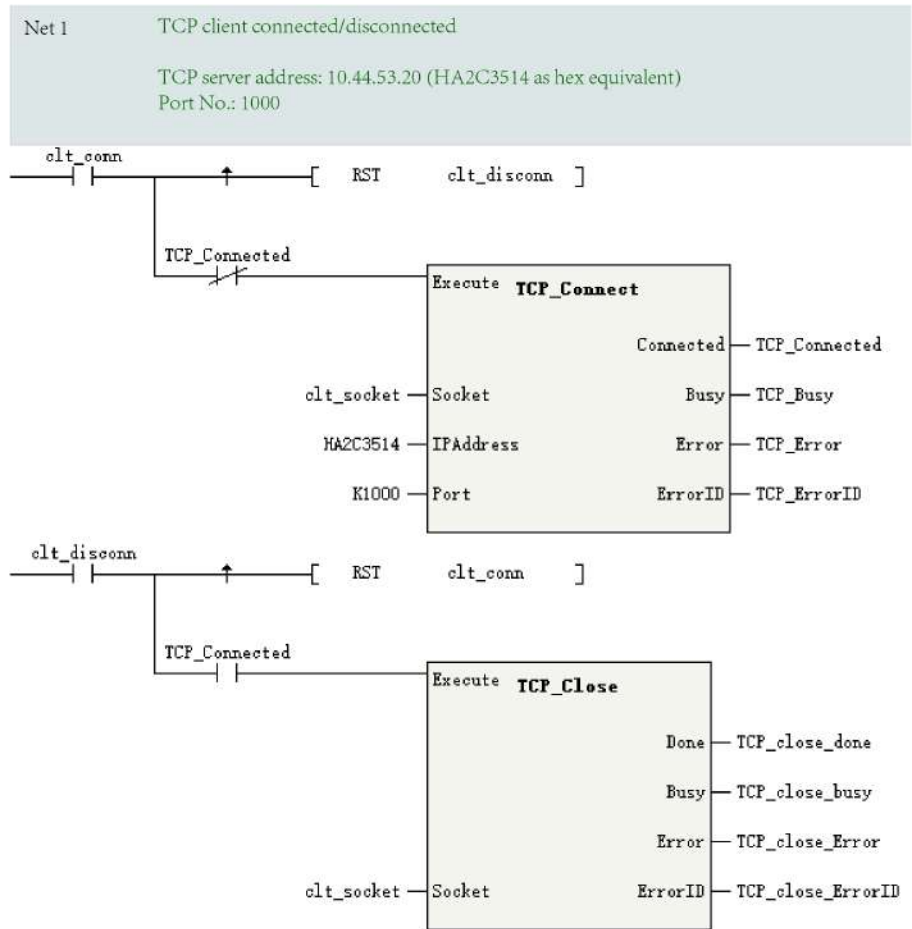 Net 1 TCP client connected/disconnected
TCP server address: 10.44.53.20 (HA2C3514 as hex equivalent)
Port No.: 1000
clt_conn
[ RST clt_disconn ]
TCP_Connected
Execute TCP_Connect
Connected TCP_Connected
clt_socket Socket Busy TCP_Busy
HA2C3514 IPAddress Error TCP_Error
K1000 Port ErrorID TCP_ErrorID
clt_disconn
[ RST clt_conn ]
TCP_Connected
Execute TCP_Close
Done TCP_close_done
Busy TCP_close_busy
Error TCP_close_Error
clt_socket Socket ErrorID TCP_close_ErrorID